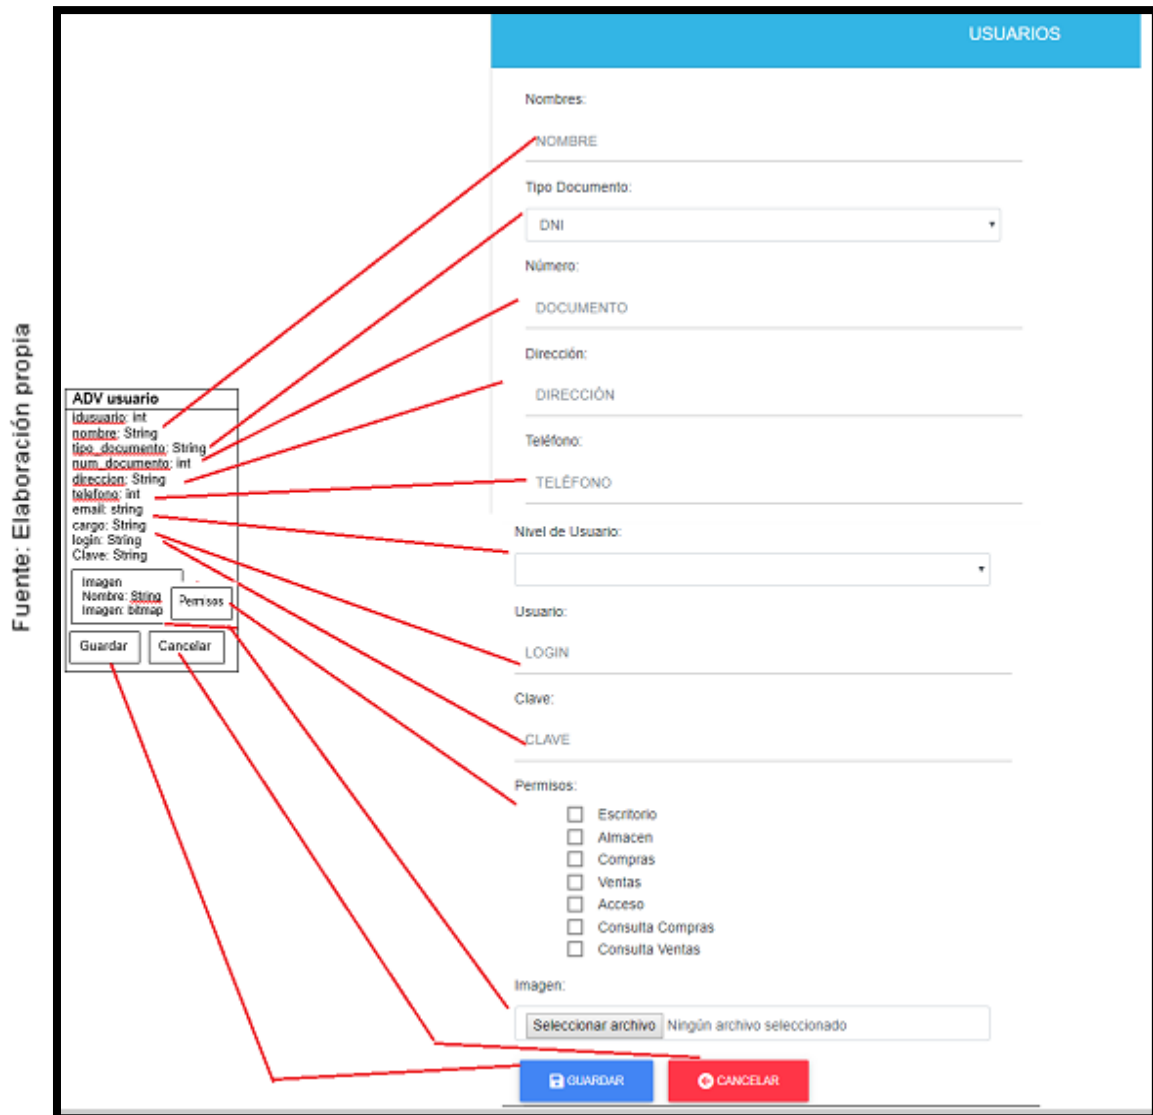 Fuente: Elaboración propia
ADV usuario
idusuario: int
nombre: String
tipo_documento: String
num_documento: int
direccion: String
telefono: int
email: string
cargo: String
login: String
Clave: String
Imagen
Nombre: String
Imagen: bitmap
Permisos
Guardar
Cancelar
USUARIOS
Nombres:
NOMBRE
Tipo Documento:
DNI
Número:
DOCUMENTO
Dirección:
DIRECCIÓN
Teléfono:
TELÉFONO
Nivel de Usuario:
Usuario:
LOGIN
Clave:
CLAVE
Permisos:
Escritorio
Almacen
Compras
Ventas
Acceso
Consulta Compras
Consulta Ventas
Imagen:
Seleccionar archivo Ningún archivo seleccionado
GUARDAR
CANCELAR